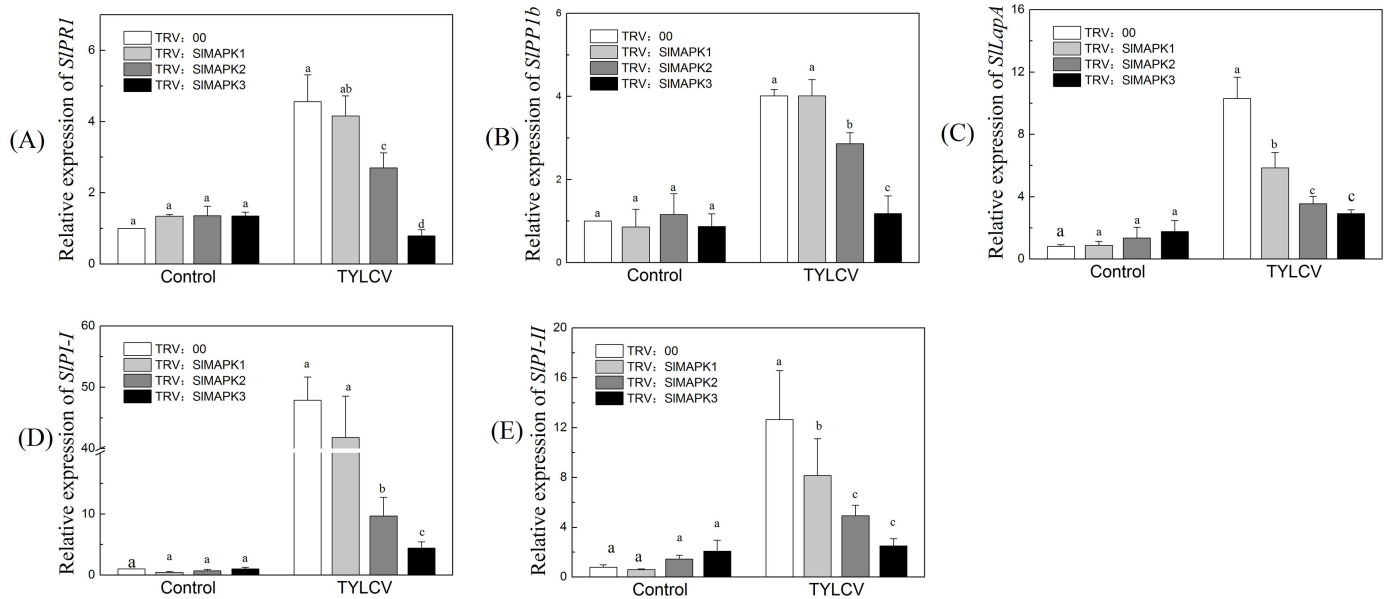 (A)
Relative expression of SlPR1
6
4
2
0
TRV：00
TRV：SlMAPK1
TRV：SlMAPK2
TRV：SlMAPK3
a
a
a
a
a
ab
c
d
Control
TYLCV
(B)
Relative expression of SlPP1b
6
4
2
0
TRV：00
TRV：SlMAPK1
TRV：SlMAPK2
TRV：SlMAPK3
a
a
a
a
a
a
b
c
Control
TYLCV
(C)
Relative expression of SlLapA
16
12
8
4
0
TRV：00
TRV：SlMAPK1
TRV：SlMAPK2
TRV：SlMAPK3
a
a
a
a
a
b
c
c
Control
TYLCV
(D)
Relative expression of SlPI-I
60
50
40
10
0
TRV：00
TRV：SlMAPK1
TRV：SlMAPK2
TRV：SlMAPK3
a
a
a
a
a
a
b
c
Control
TYLCV
(E)
Relative expression of SlPI-II
20
16
12
8
4
0
TRV：00
TRV：SlMAPK1
TRV：SlMAPK2
TRV：SlMAPK3
a
a
a
a
a
b
c
c
Control
TYLCV